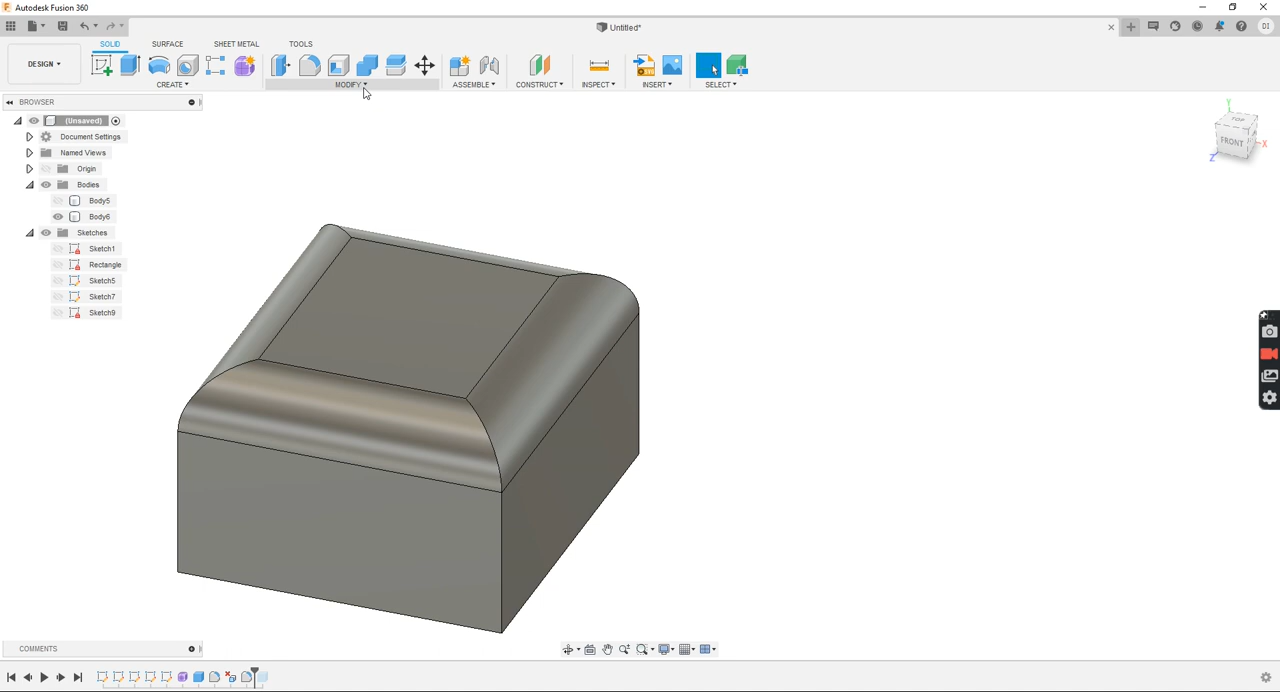 Autodesk Fusion 360
Untitled*
DI
DESIGN
SOLID
SURFACE
SHEET METAL
TOOLS
CREATE
MODIFY
ASSEMBLE
CONSTRUCT
INSPECT
INSERT
SELECT
BROWSER
(Unsaved)
Document Settings
Named Views
Origin
Bodies
Body5
Body6
Sketches
Sketch1
Rectangle
Sketch5
Sketch7
Sketch9
Y
TOP
FRONT
X
Z
COMMENTS